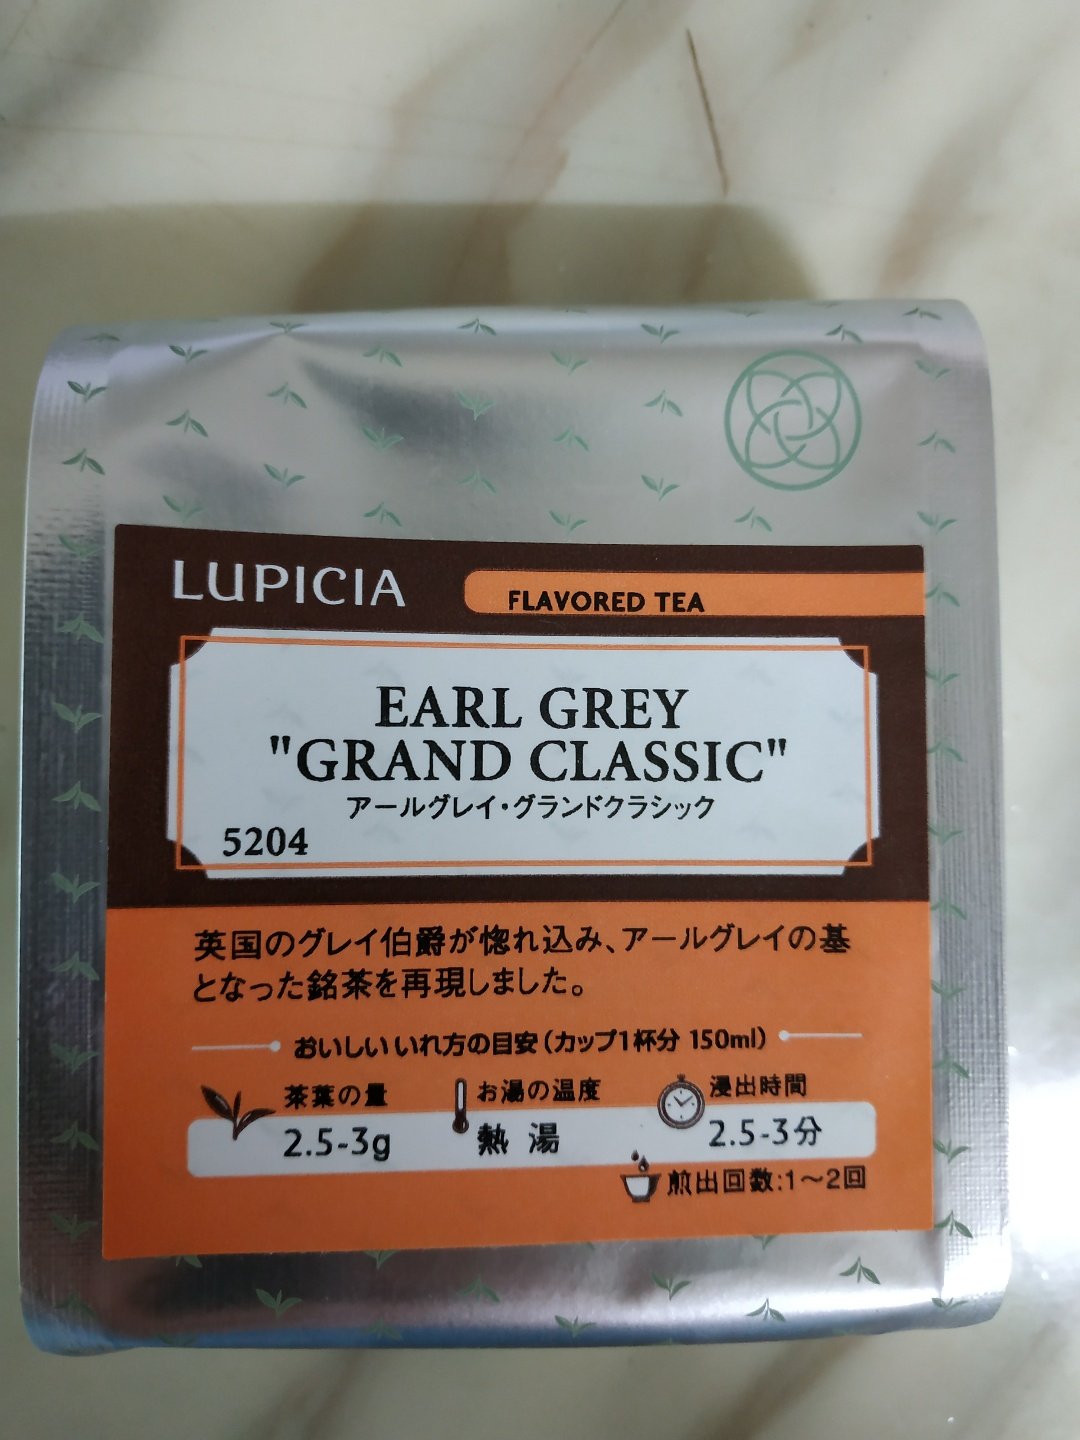 LUPICIA
FLAVORED TEA
EARL GREY
"GRAND CLASSIC"
アールグレイ・グランドクラシック
5204
英国のグレイ伯爵が惚れ込み、アールグレイの基
となった銘茶を再現しました。
おいしいいれ方の目安（カップ1杯分 150ml）
茶葉の量
2.5-3g
お湯の温度
熱 湯
浸出時間
2.5-3分
煎出回数:1～2回